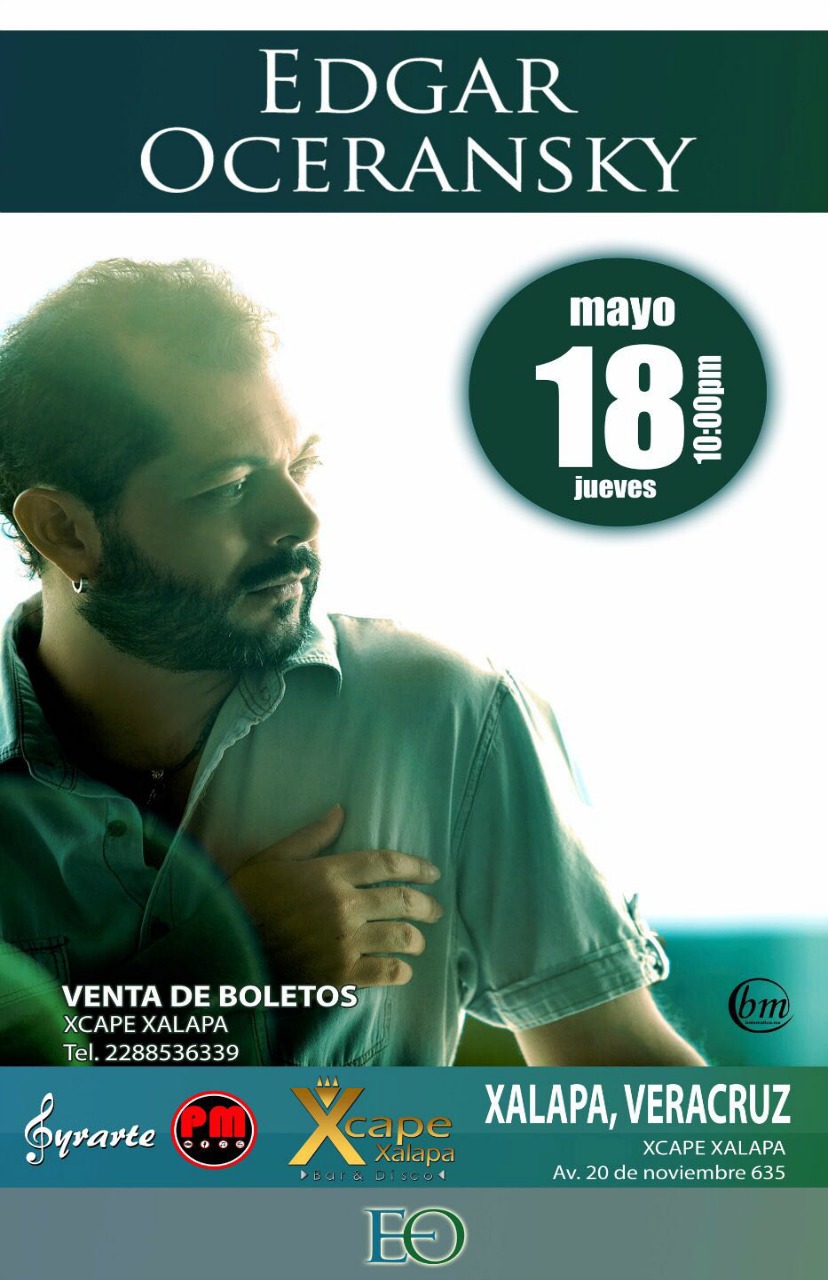 EDGAR
OCERANSKY
mayo
18
10:00pm
jueves
VENTA DE BOLETOS
XCAPE XALAPA
Tel. 2288536339
bm
Gyrarte
PM
Xcape
Xalapa
Bar & Disco
XALAPA, VERACRUZ
XCAPE XALAPA
Av. 20 de noviembre 635
EO